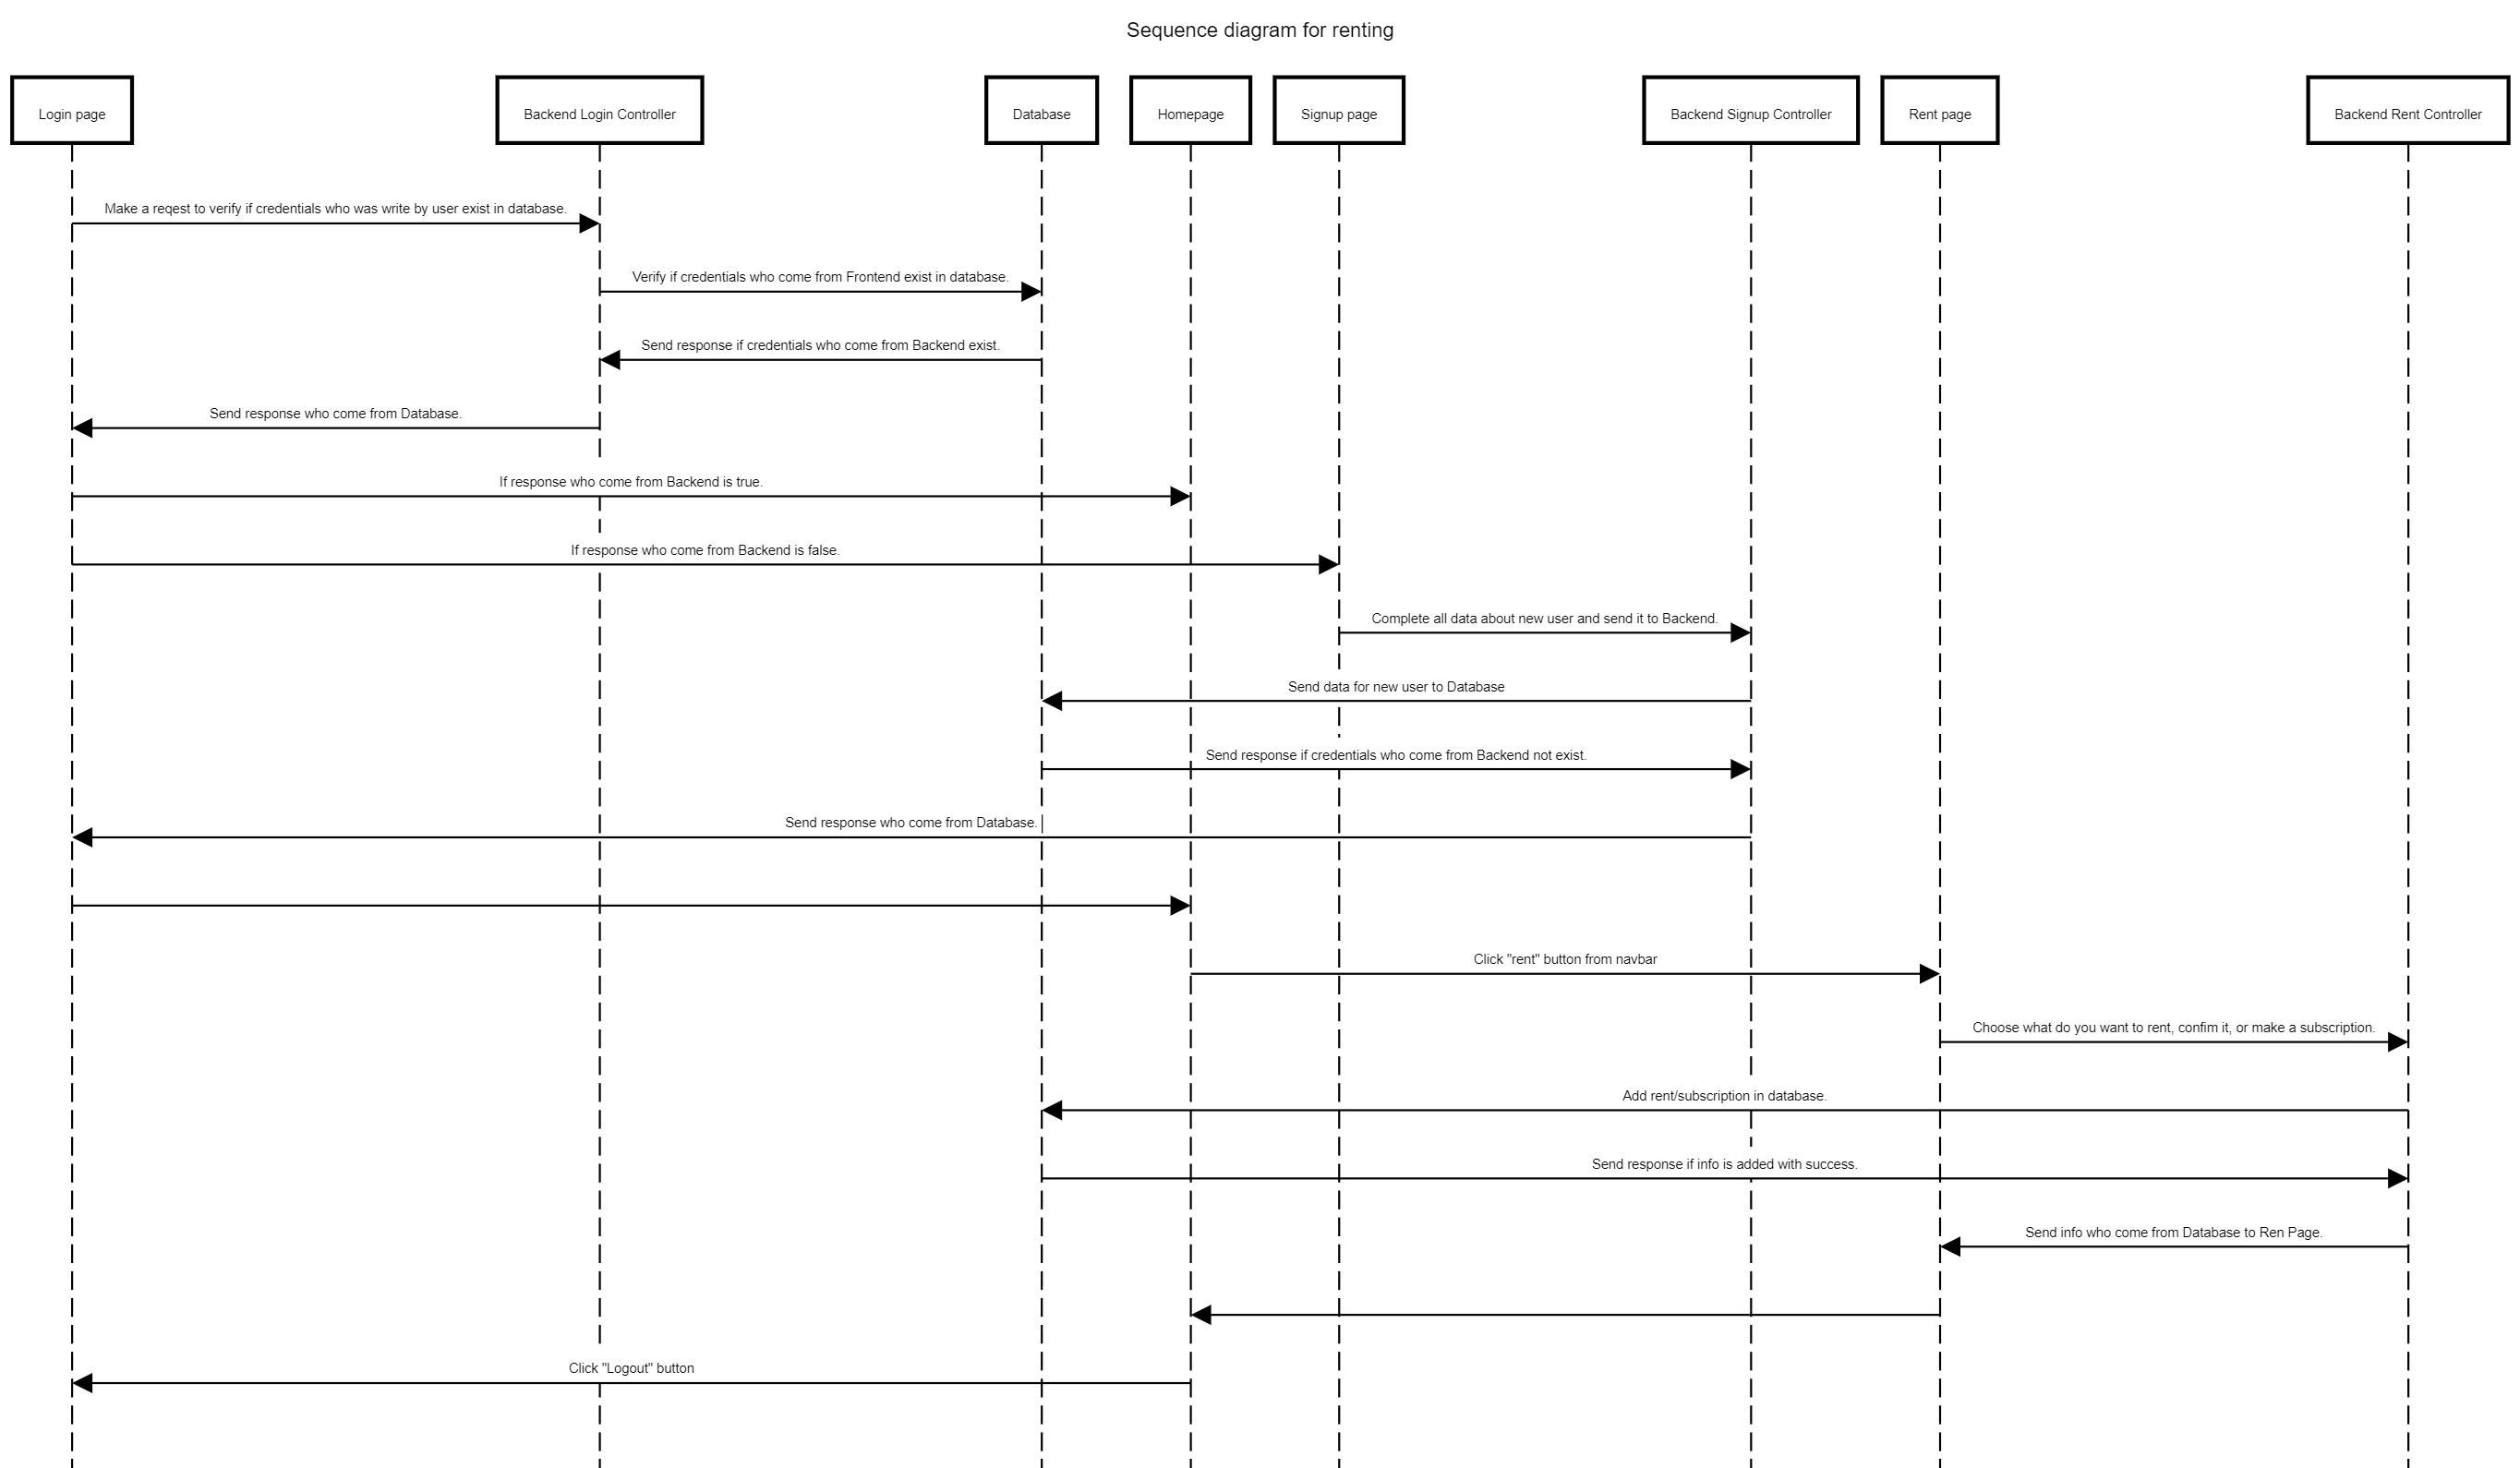 Sequence diagram for renting
Login page
Backend Login Controller
Database
Homepage
Signup page
Backend Signup Controller
Rent page
Backend Rent Controller
Make a reqest to verify if credentials who was write by user exist in database.
Verify if credentials who come from Frontend exist in database.
Send response if credentials who come from Backend exist.
Send response who come from Database.
If response who come from Backend is true.
If response who come from Backend is false.
Complete all data about new user and send it to Backend.
Send data for new user to Database
Send response if credentials who come from Backend not exist.
Send response who come from Database.
Click "rent" button from navbar
Choose what do you want to rent, confim it, or make a subscription.
Add rent/subscription in database.
Send response if info is added with success.
Send info who come from Database to Ren Page.
Click "Logout" button